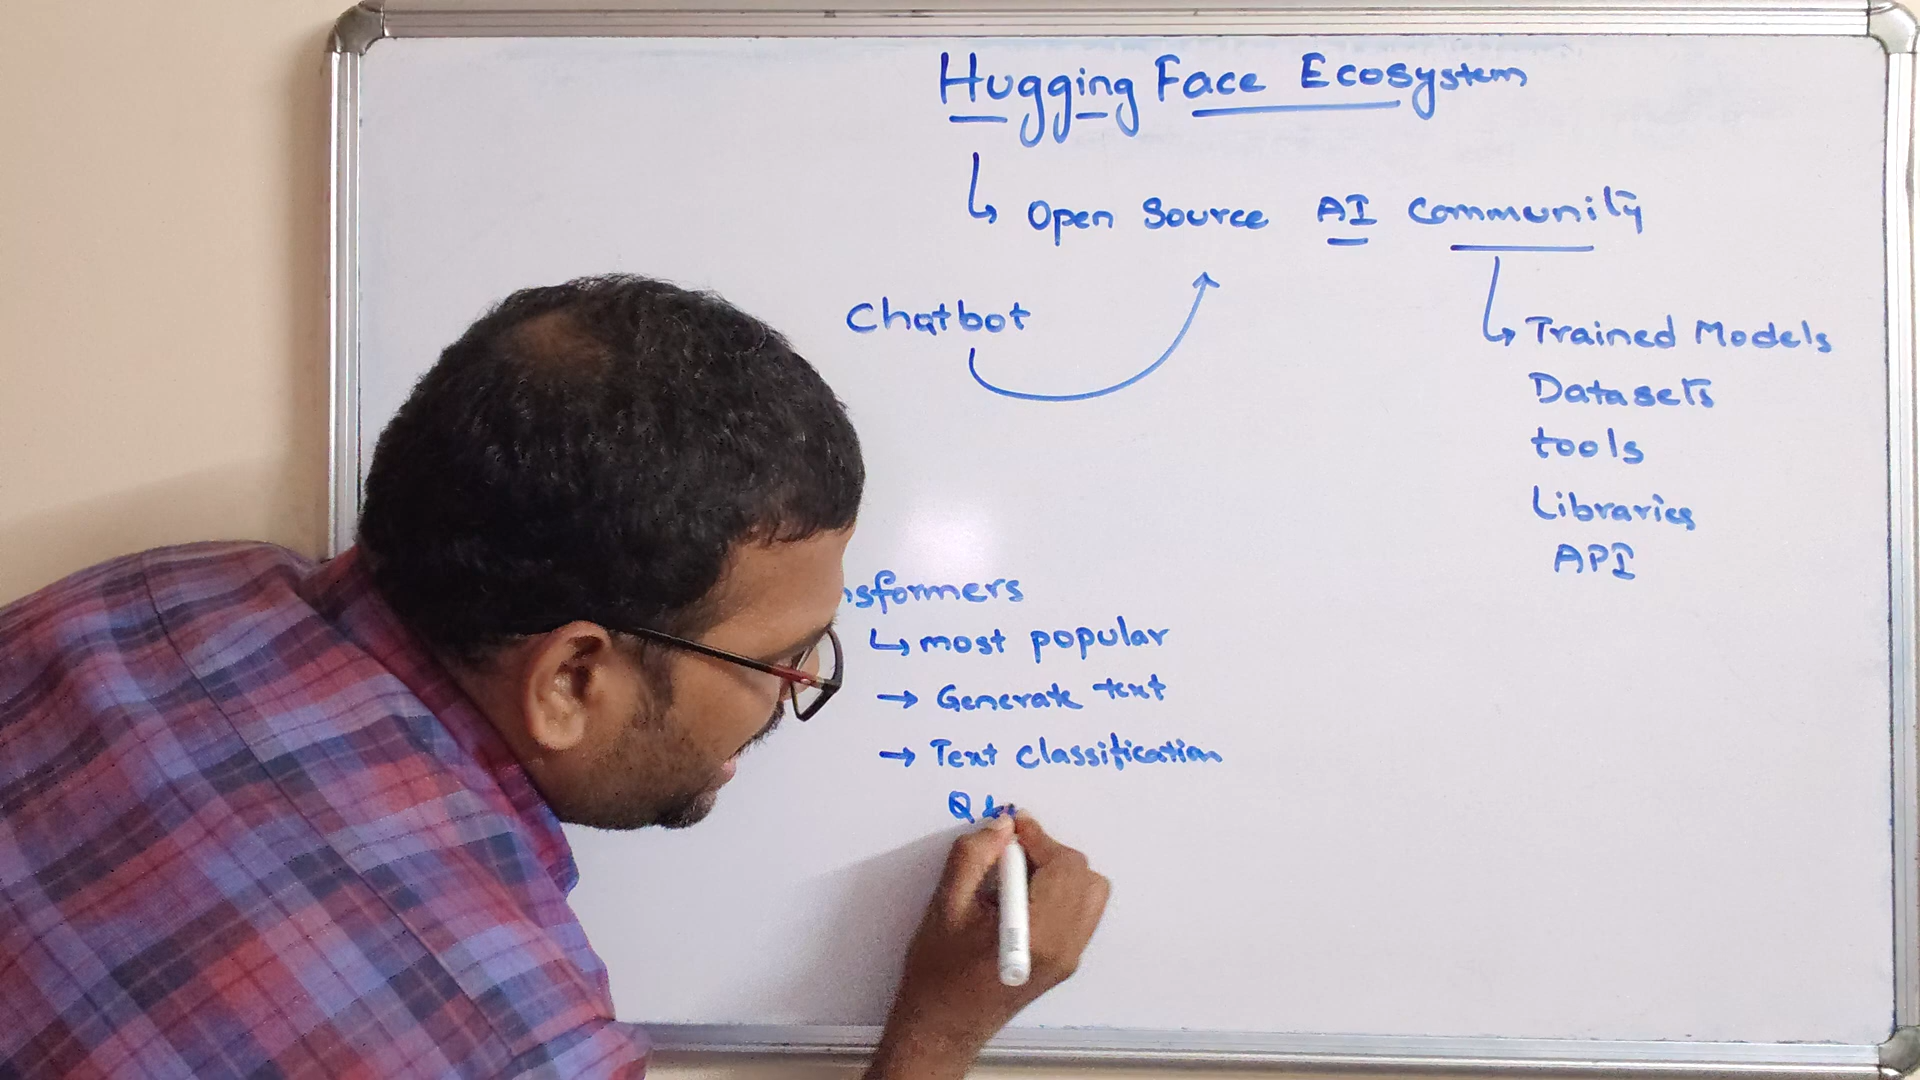 Hugging Face Ecosystem
↳ Open Source AI Community
Chatbot
↳ Trained Models
Datasets
tools
Libraries
API
nsformers
↳ most popular
→ Generate text
→ Text classification
Q &